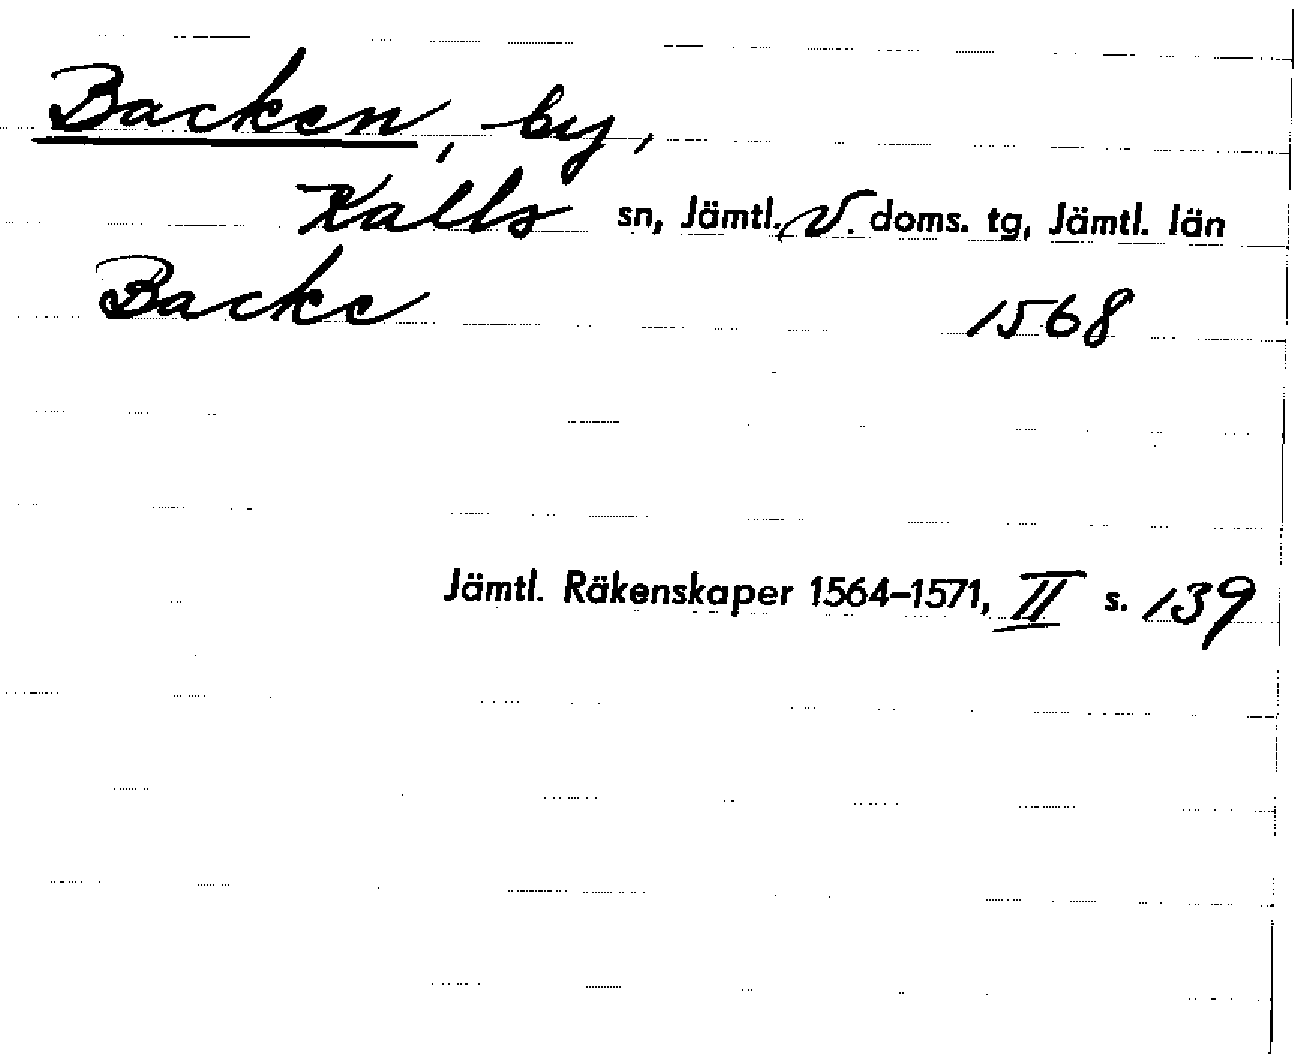 Backen, by,
Kalls sn, Jämtl. V. doms. tg, Jämtl. län
Backe 1568
Jämtl. Räkenskaper 1564–1571, II s. 139